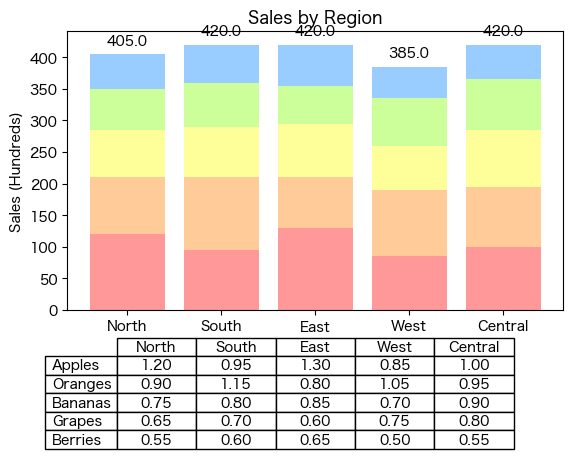 Sales by Region
405.0 420.0 420.0 385.0 420.0
Sales (Hundreds)
400
350
300
250
200
150
100
50
0
North South East West Central
North South East West Central
Apples 1.20 0.95 1.30 0.85 1.00
Oranges 0.90 1.15 0.80 1.05 0.95
Bananas 0.75 0.80 0.85 0.70 0.90
Grapes 0.65 0.70 0.60 0.75 0.80
Berries 0.55 0.60 0.65 0.50 0.55